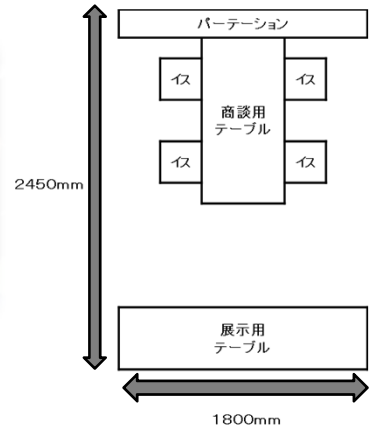 パーテーション
イス
イス
商談用
テーブル
イス
イス
2450mm
展示用
テーブル
1800mm